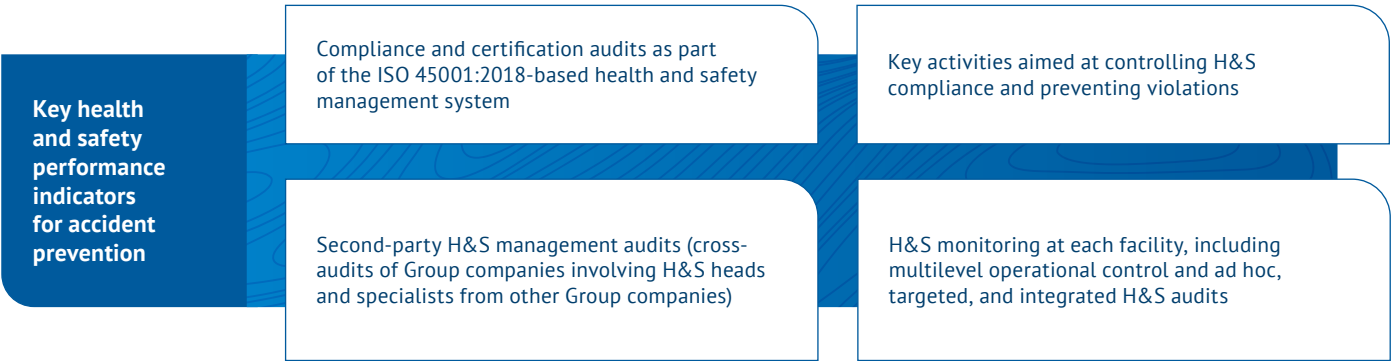 Key health
and safety
performance
indicators
for accident
prevention
Compliance and certification audits as part
of the ISO 45001:2018-based health and safety
management system
Key activities aimed at controlling H&S
compliance and preventing violations
Second-party H&S management audits (cross-
audits of Group companies involving H&S heads
and specialists from other Group companies)
H&S monitoring at each facility, including
multilevel operational control and ad hoc,
targeted, and integrated H&S audits